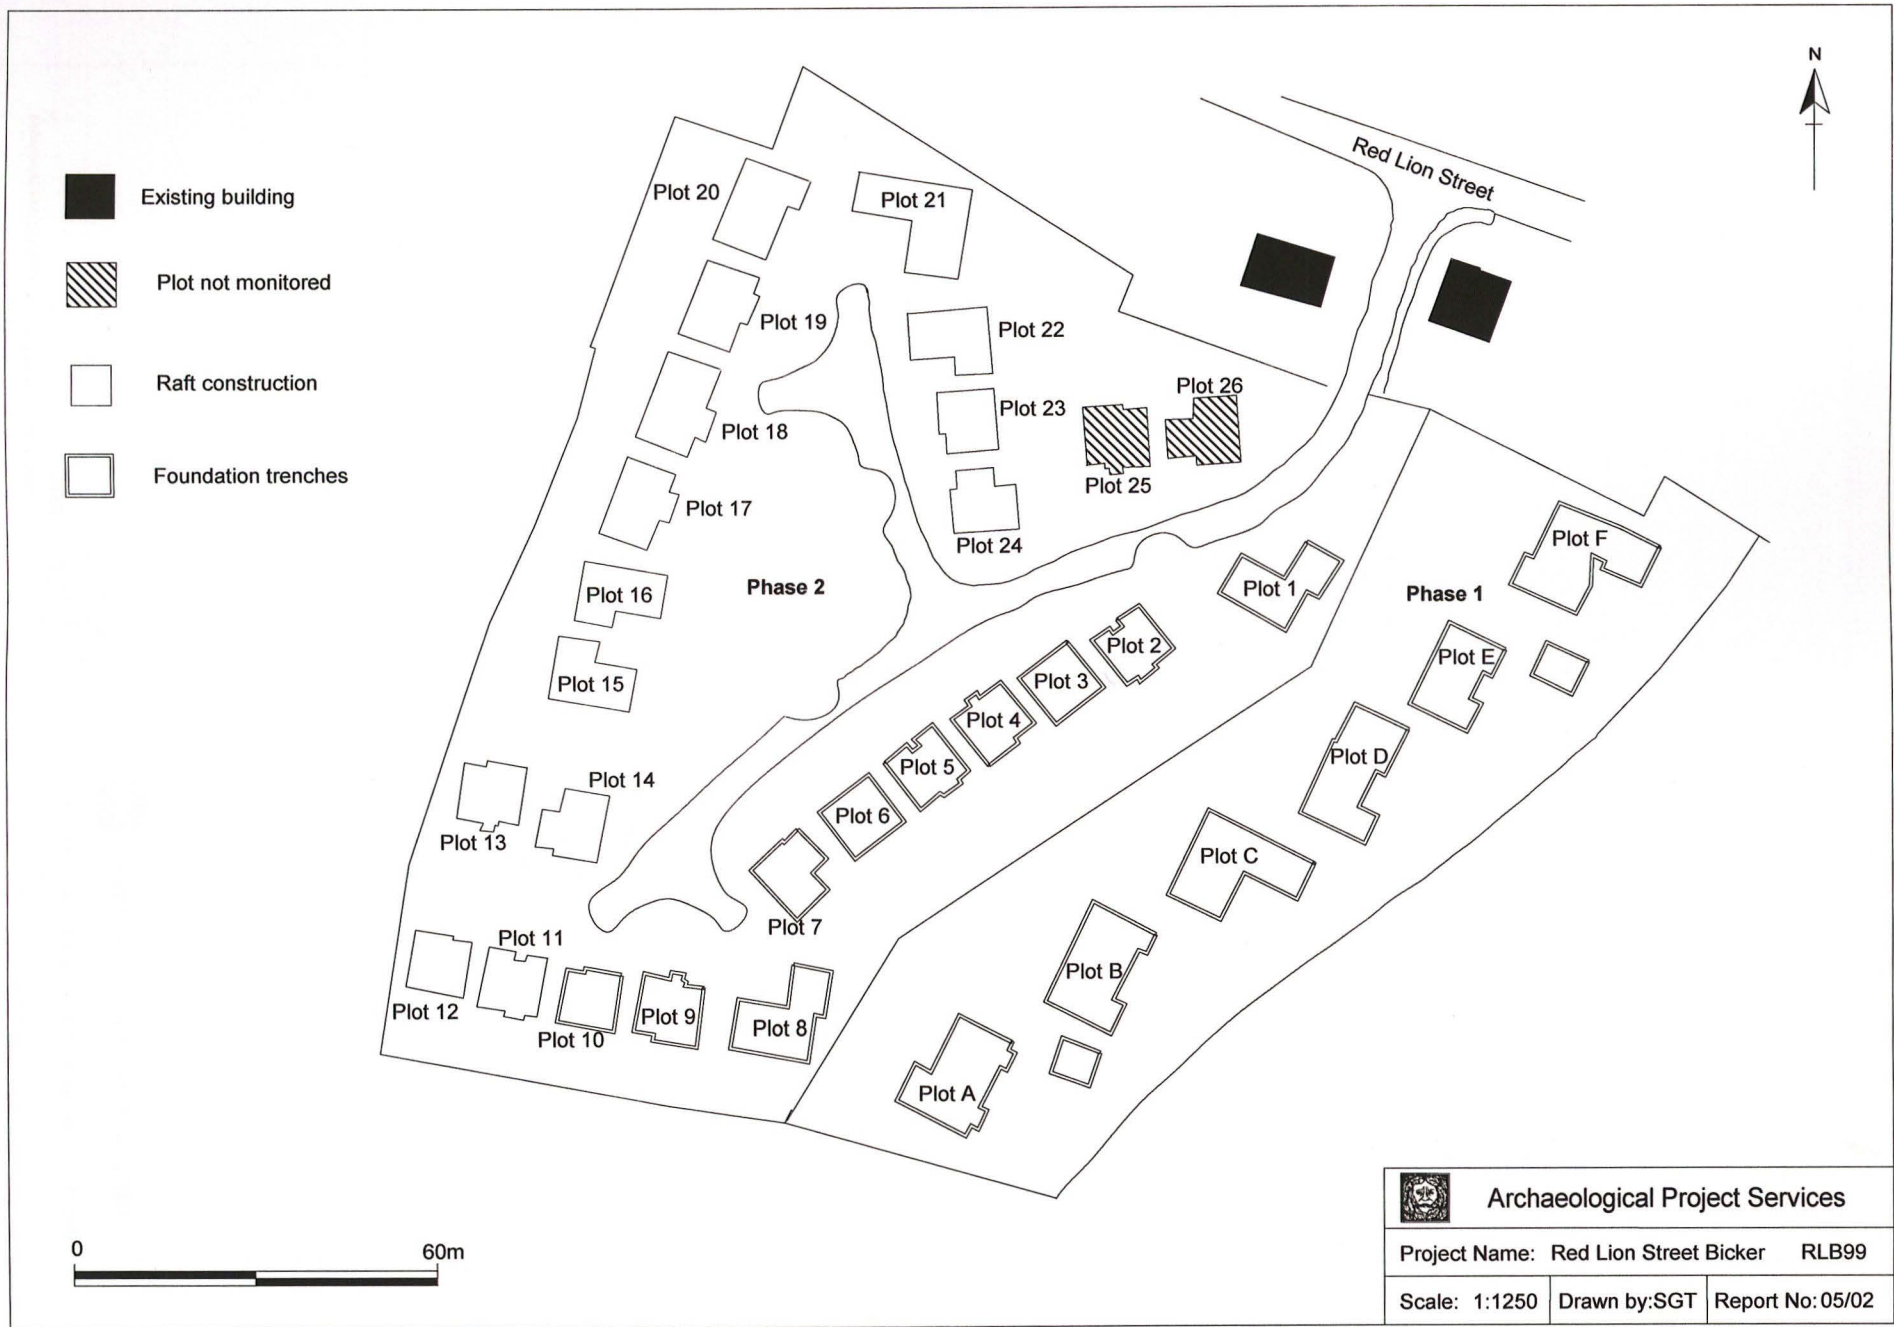 N
Red Lion Street
Existing building
Plot not monitored
Raft construction
Foundation trenches
Plot 20
Plot 21
Plot 19
Plot 22
Plot 18
Plot 23
Plot 26
Plot 25
Plot 17
Plot 24
Plot 16
Phase 2
Plot 1
Phase 1
Plot F
Plot 15
Plot 2
Plot E
Plot 3
Plot 4
Plot D
Plot 14
Plot 5
Plot 13
Plot 6
Plot C
Plot 7
Plot 11
Plot B
Plot 12
Plot 10
Plot 9
Plot 8
Plot A
0 60m
Archaeological Project Services
Project Name: Red Lion Street Bicker RLB99
Scale: 1:1250 Drawn by:SGT Report No: 05/02